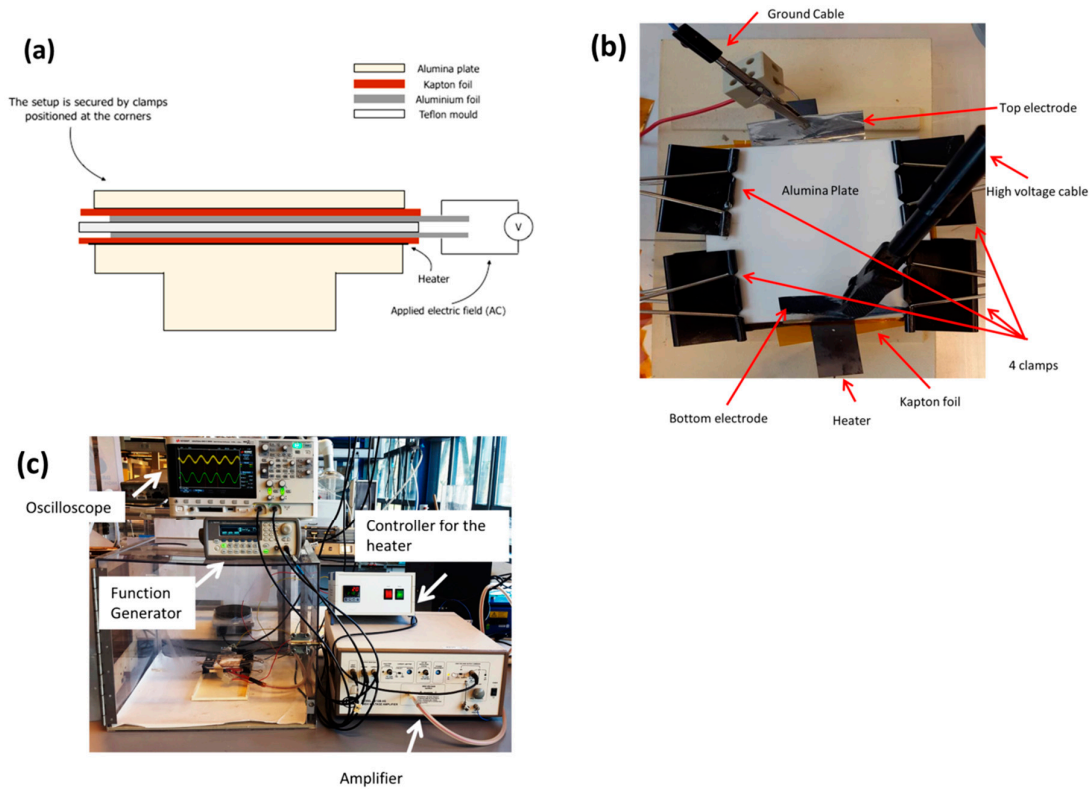 (a)
Alumina plate
Kapton foil
Aluminium foil
Teflon mould
The setup is secured by clamps
positioned at the corners
V
Heater
Applied electric field (AC)
(b)
Ground Cable
Top electrode
Alumina Plate
High voltage cable
4 clamps
Kapton foil
Bottom electrode
Heater
(c)
Oscilloscope
Controller for the
heater
Function
Generator
Amplifier